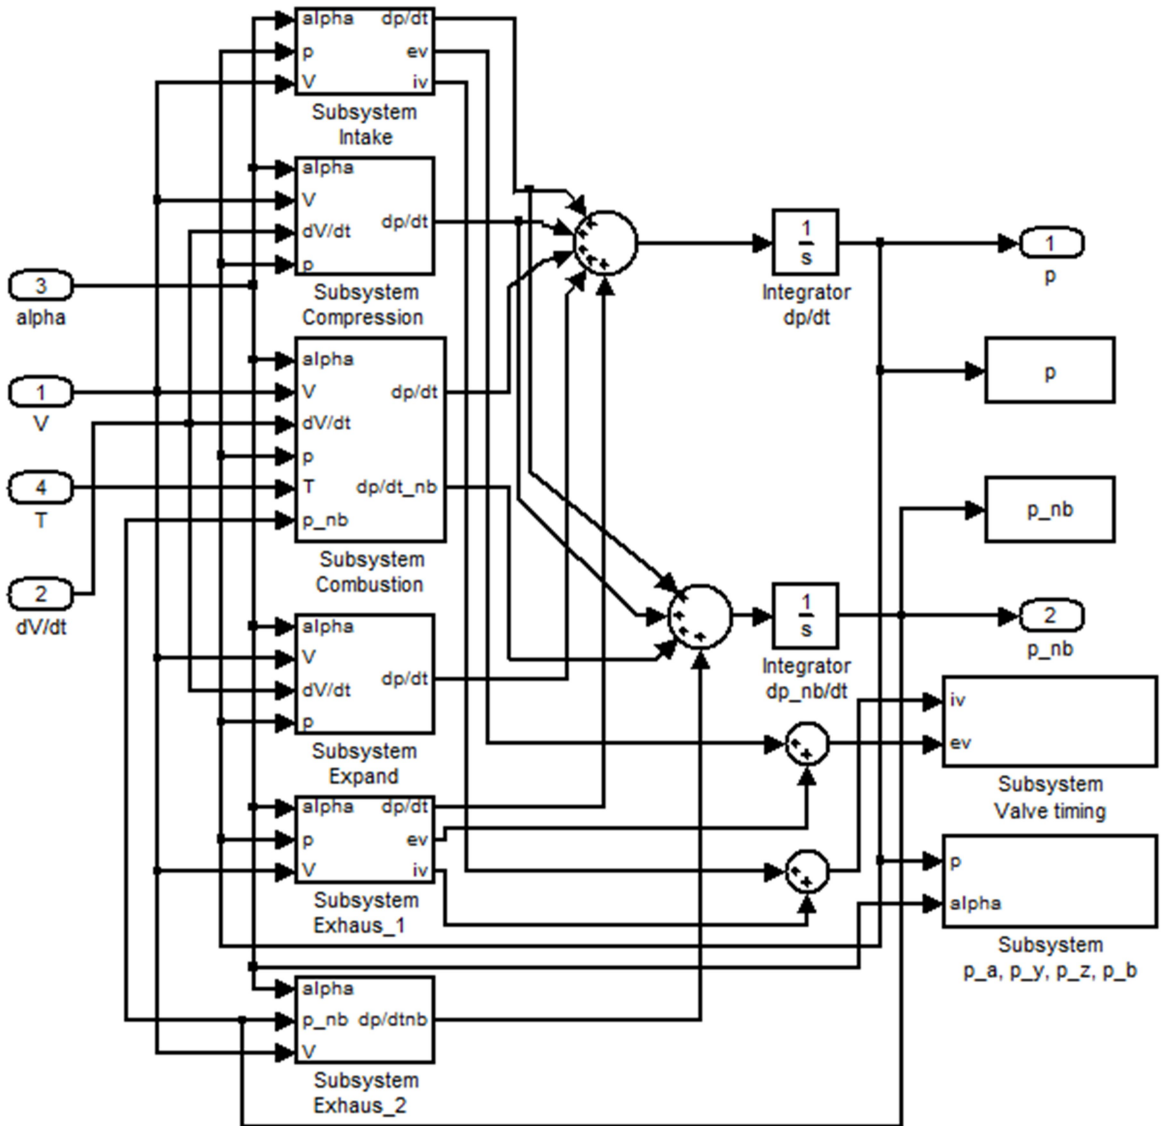 alpha dp/dt
p ev
V iv
Subsystem
Intake
alpha
V
dp/dt
dV/dt
p
Subsystem
Compression
3
alpha
1
V
4
T
2
dV/dt
alpha
V dp/dt
dV/dt
p
T dp/dt_nb
p_nb
Subsystem
Combustion
alpha
V
dp/dt
dV/dt
p
Subsystem
Expand
alpha dp/dt
p ev
V iv
Subsystem
Exhaus_1
alpha
p_nb dp/dtnb
V
Subsystem
Exhaus_2
1
s
Integrator
dp/dt
1
p
p
p_nb
1
s
Integrator
dp_nb/dt
2
p_nb
iv
ev
Subsystem
Valve timing
p
alpha
Subsystem
p_a, p_y, p_z, p_b